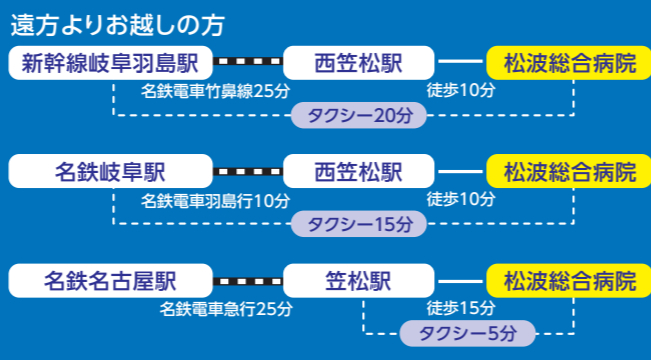 遠方よりお越しの方
新幹線岐阜羽島駅 西笠松駅 松波総合病院
名鉄電車竹鼻線25分 徒歩10分
タクシー20分
名鉄岐阜駅 西笠松駅 松波総合病院
名鉄電車羽島行10分 徒歩10分
タクシー15分
名鉄名古屋駅 笠松駅 松波総合病院
名鉄電車急行25分 徒歩15分
タクシー5分